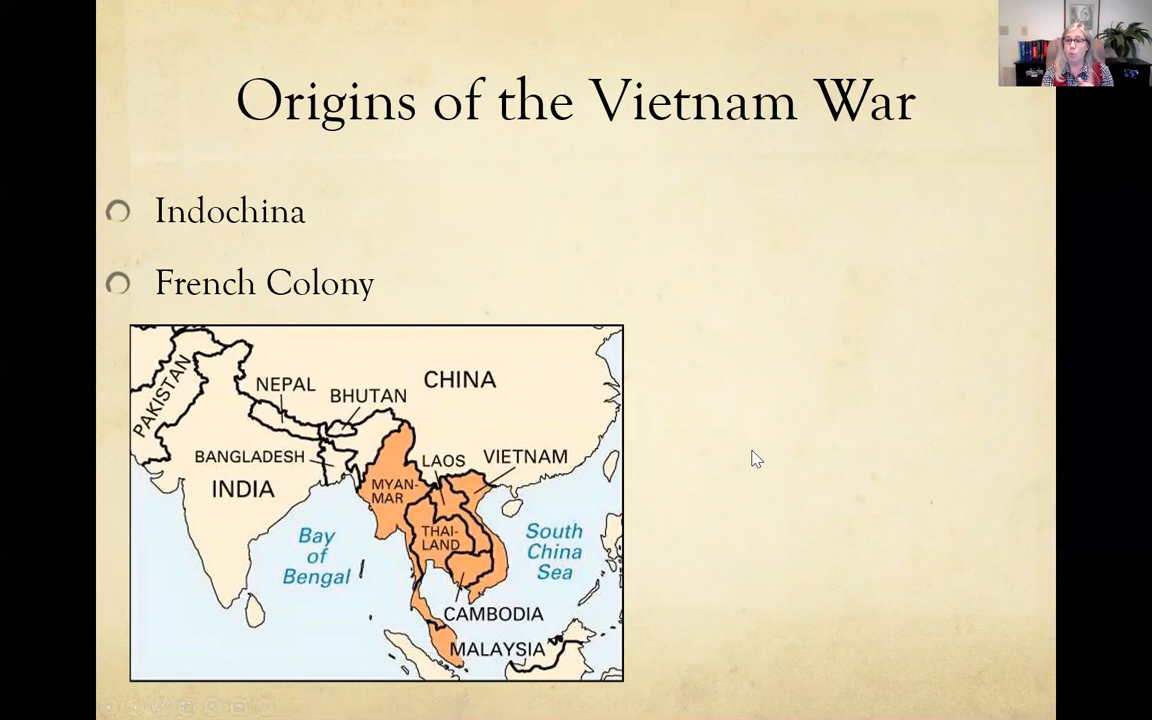 Origins of the Vietnam War
Indochina
French Colony
PAKISTAN
NEPAL
BHUTAN
CHINA
BANGLADESH
INDIA
MYAN-
MAR
LAOS
VIETNAM
THAI-
LAND
Bay
of
Bengal
South
China
Sea
CAMBODIA
MALAYSIA